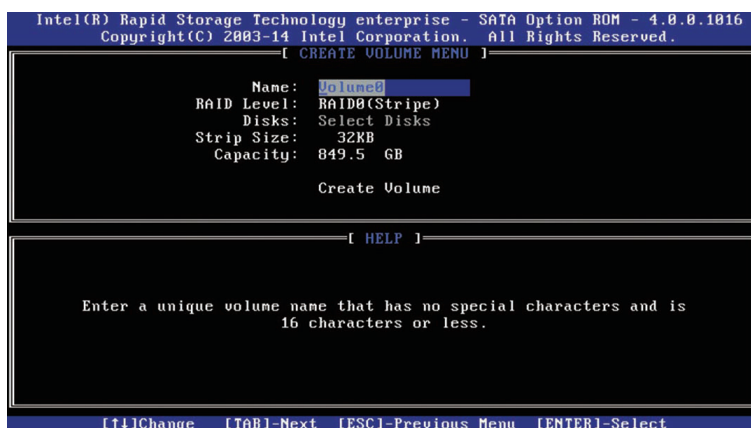 Intel(R) Rapid Storage Technology enterprise - SATA Option ROM - 4.0.0.1016
Copyright(C) 2003-14 Intel Corporation. All Rights Reserved.
[ CREATE VOLUME MENU ]
Name: Volume0
RAID Level: RAID0(Stripe)
Disks: Select Disks
Strip Size: 32KB
Capacity: 849.5 GB
Create Volume
[ HELP ]
Enter a unique volume name that has no special characters and is
16 characters or less.
[↑↓]Change [TAB]-Next [ESC]-Previous Menu [ENTER]-Select